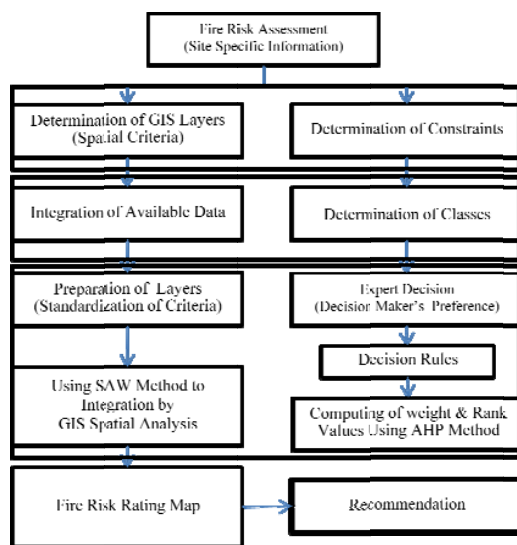 Fire Risk Assessment
(Site Specific Information)
Determination of GIS Layers
(Spatial Criteria)
Determination of Constraints
Integration of Available Data
Determination of Classes
Preparation of Layers
(Standardization of Criteria)
Expert Decision
(Decision Maker's Preference)
Decision Rules
Using SAW Method to
Integration by
GIS Spatial Analysis
Computing of weight & Rank
Values Using AHP Method
Fire Risk Rating Map
Recommendation